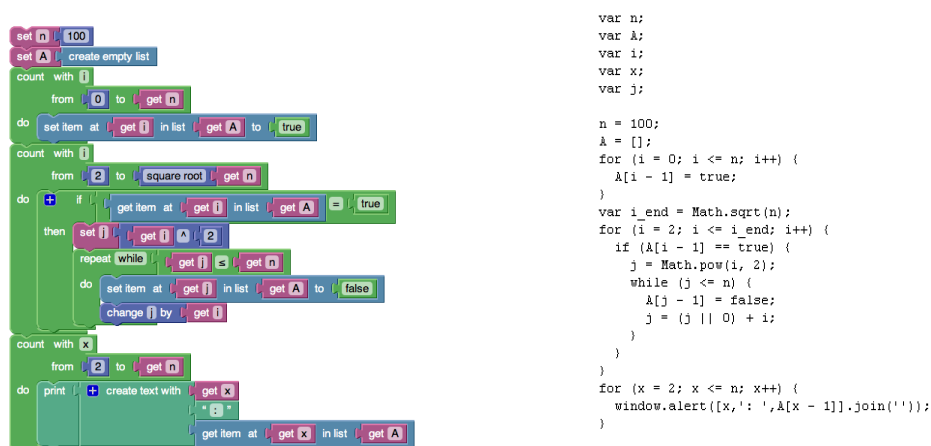 set n 100
set A create empty list
count with i
from 0 to get n
do set item at get i in list get A to true
count with i
from 2 to square root get n
do + if get item at get i in list get A = true
then set j get i ^ 2
repeat while get j ≤ get n
do set item at get j in list get A to false
change j by get i
count with x
from 2 to get n
do print + create text with get x
“ : ”
get item at get x in list get A
var n;
var A;
var i;
var x;
var j;
n = 100;
A = [];
for (i = 0; i <= n; i++) {
A[i - 1] = true;
}
var i_end = Math.sqrt(n);
for (i = 2; i <= i_end; i++) {
if (A[i - 1] == true) {
j = Math.pow(i, 2);
while (j <= n) {
A[j - 1] = false;
j = (j || 0) + i;
}
}
}
for (x = 2; x <= n; x++) {
window.alert([x,': ',A[x - 1]].join(''));
}